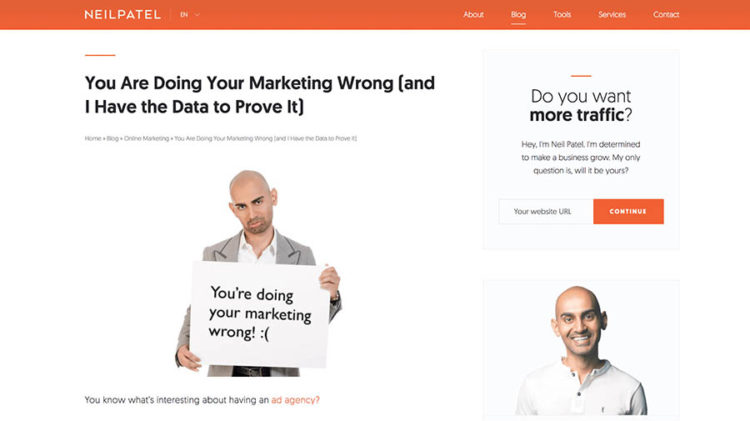 NEILPATEL
EN
About
Blog
Tools
Services
Contact
You Are Doing Your Marketing Wrong (and
I Have the Data to Prove It)
Home » Blog » Online Marketing » You Are Doing Your Marketing Wrong (and I Have the Data to Prove It)
You're doing
your marketing
wrong! :(
You know what's interesting about having an ad agency?
Do you want
more traffic?
Hey, I'm Neil Patel. I'm determined
to make a business grow. My only
question is, will it be yours?
Your website URL
CONTINUE